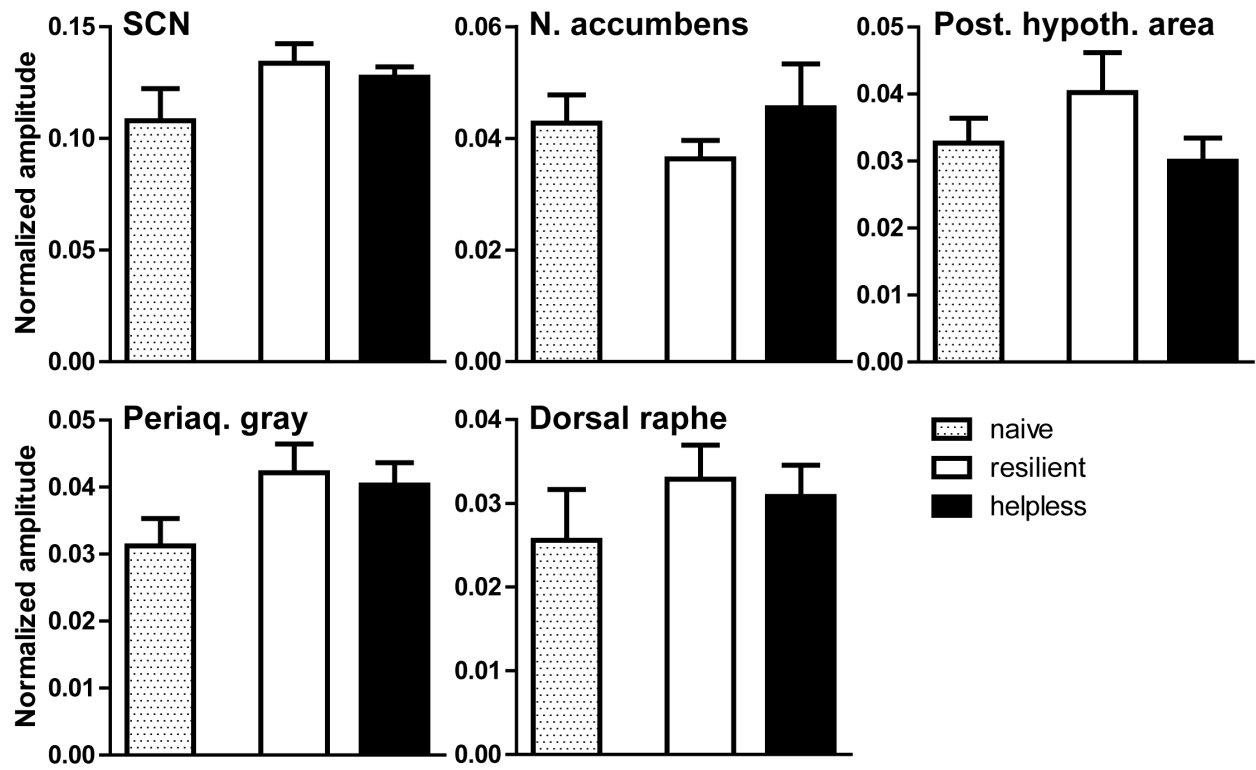 SCN
0.15
0.10
0.05
0.00
Normalized amplitude
N. accumbens
0.06
0.04
0.02
0.00
Post. hypoth. area
0.05
0.04
0.03
0.02
0.01
0.00
Periaq. gray
0.05
0.04
0.03
0.02
0.01
0.00
Normalized amplitude
Dorsal raphe
0.04
0.03
0.02
0.01
0.00
naive
resilient
helpless